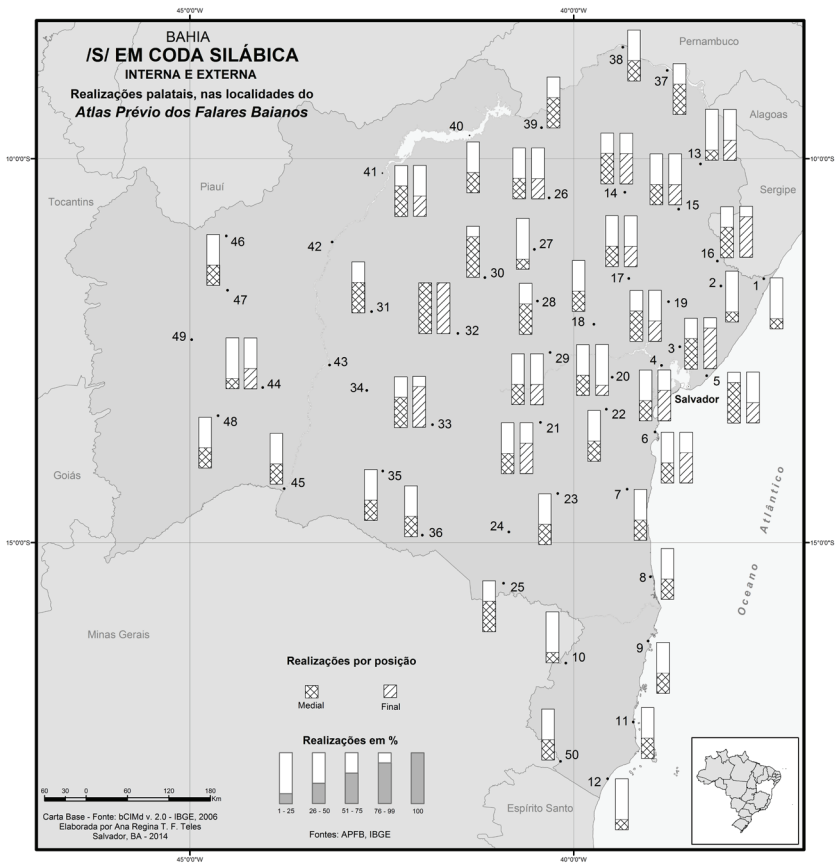 45°0'0"W
40°0'0"W
BAHIA
/S/ EM CODA SILÁBICA
INTERNA E EXTERNA
Realizações palatais, nas localidades do
Atlas Prévio dos Falares Baianos
Pernambuco
38
37
Alagoas
40
39
13
10°0'0"S
10°0'0"S
41
Piauí
Tocantins
26
14
15
Sergipe
46
42
27
16
30
17
2
1
47
31
28
19
18
32
49
3
43
29
4
44
34
20
5
Salvador
48
33
21
22
6
Goiás
45
35
23
7
36
24
15°0'0"S
15°0'0"S
Oceano Atlântico
8
25
Minas Gerais
9
10
Realizações por posição
Medial
Final
11
Realizações em %
50
12
1 - 25
26 - 50
51 - 75
76 - 99
100
60 30 0 60 120 180
Km
Carta Base - Fonte: bCIMd v. 2.0 - IBGE, 2006
Elaborada por Ana Regina T. F. Teles
Salvador, BA - 2014
Fontes: APFB, IBGE
Espírito Santo
45°0'0"W
40°0'0"W